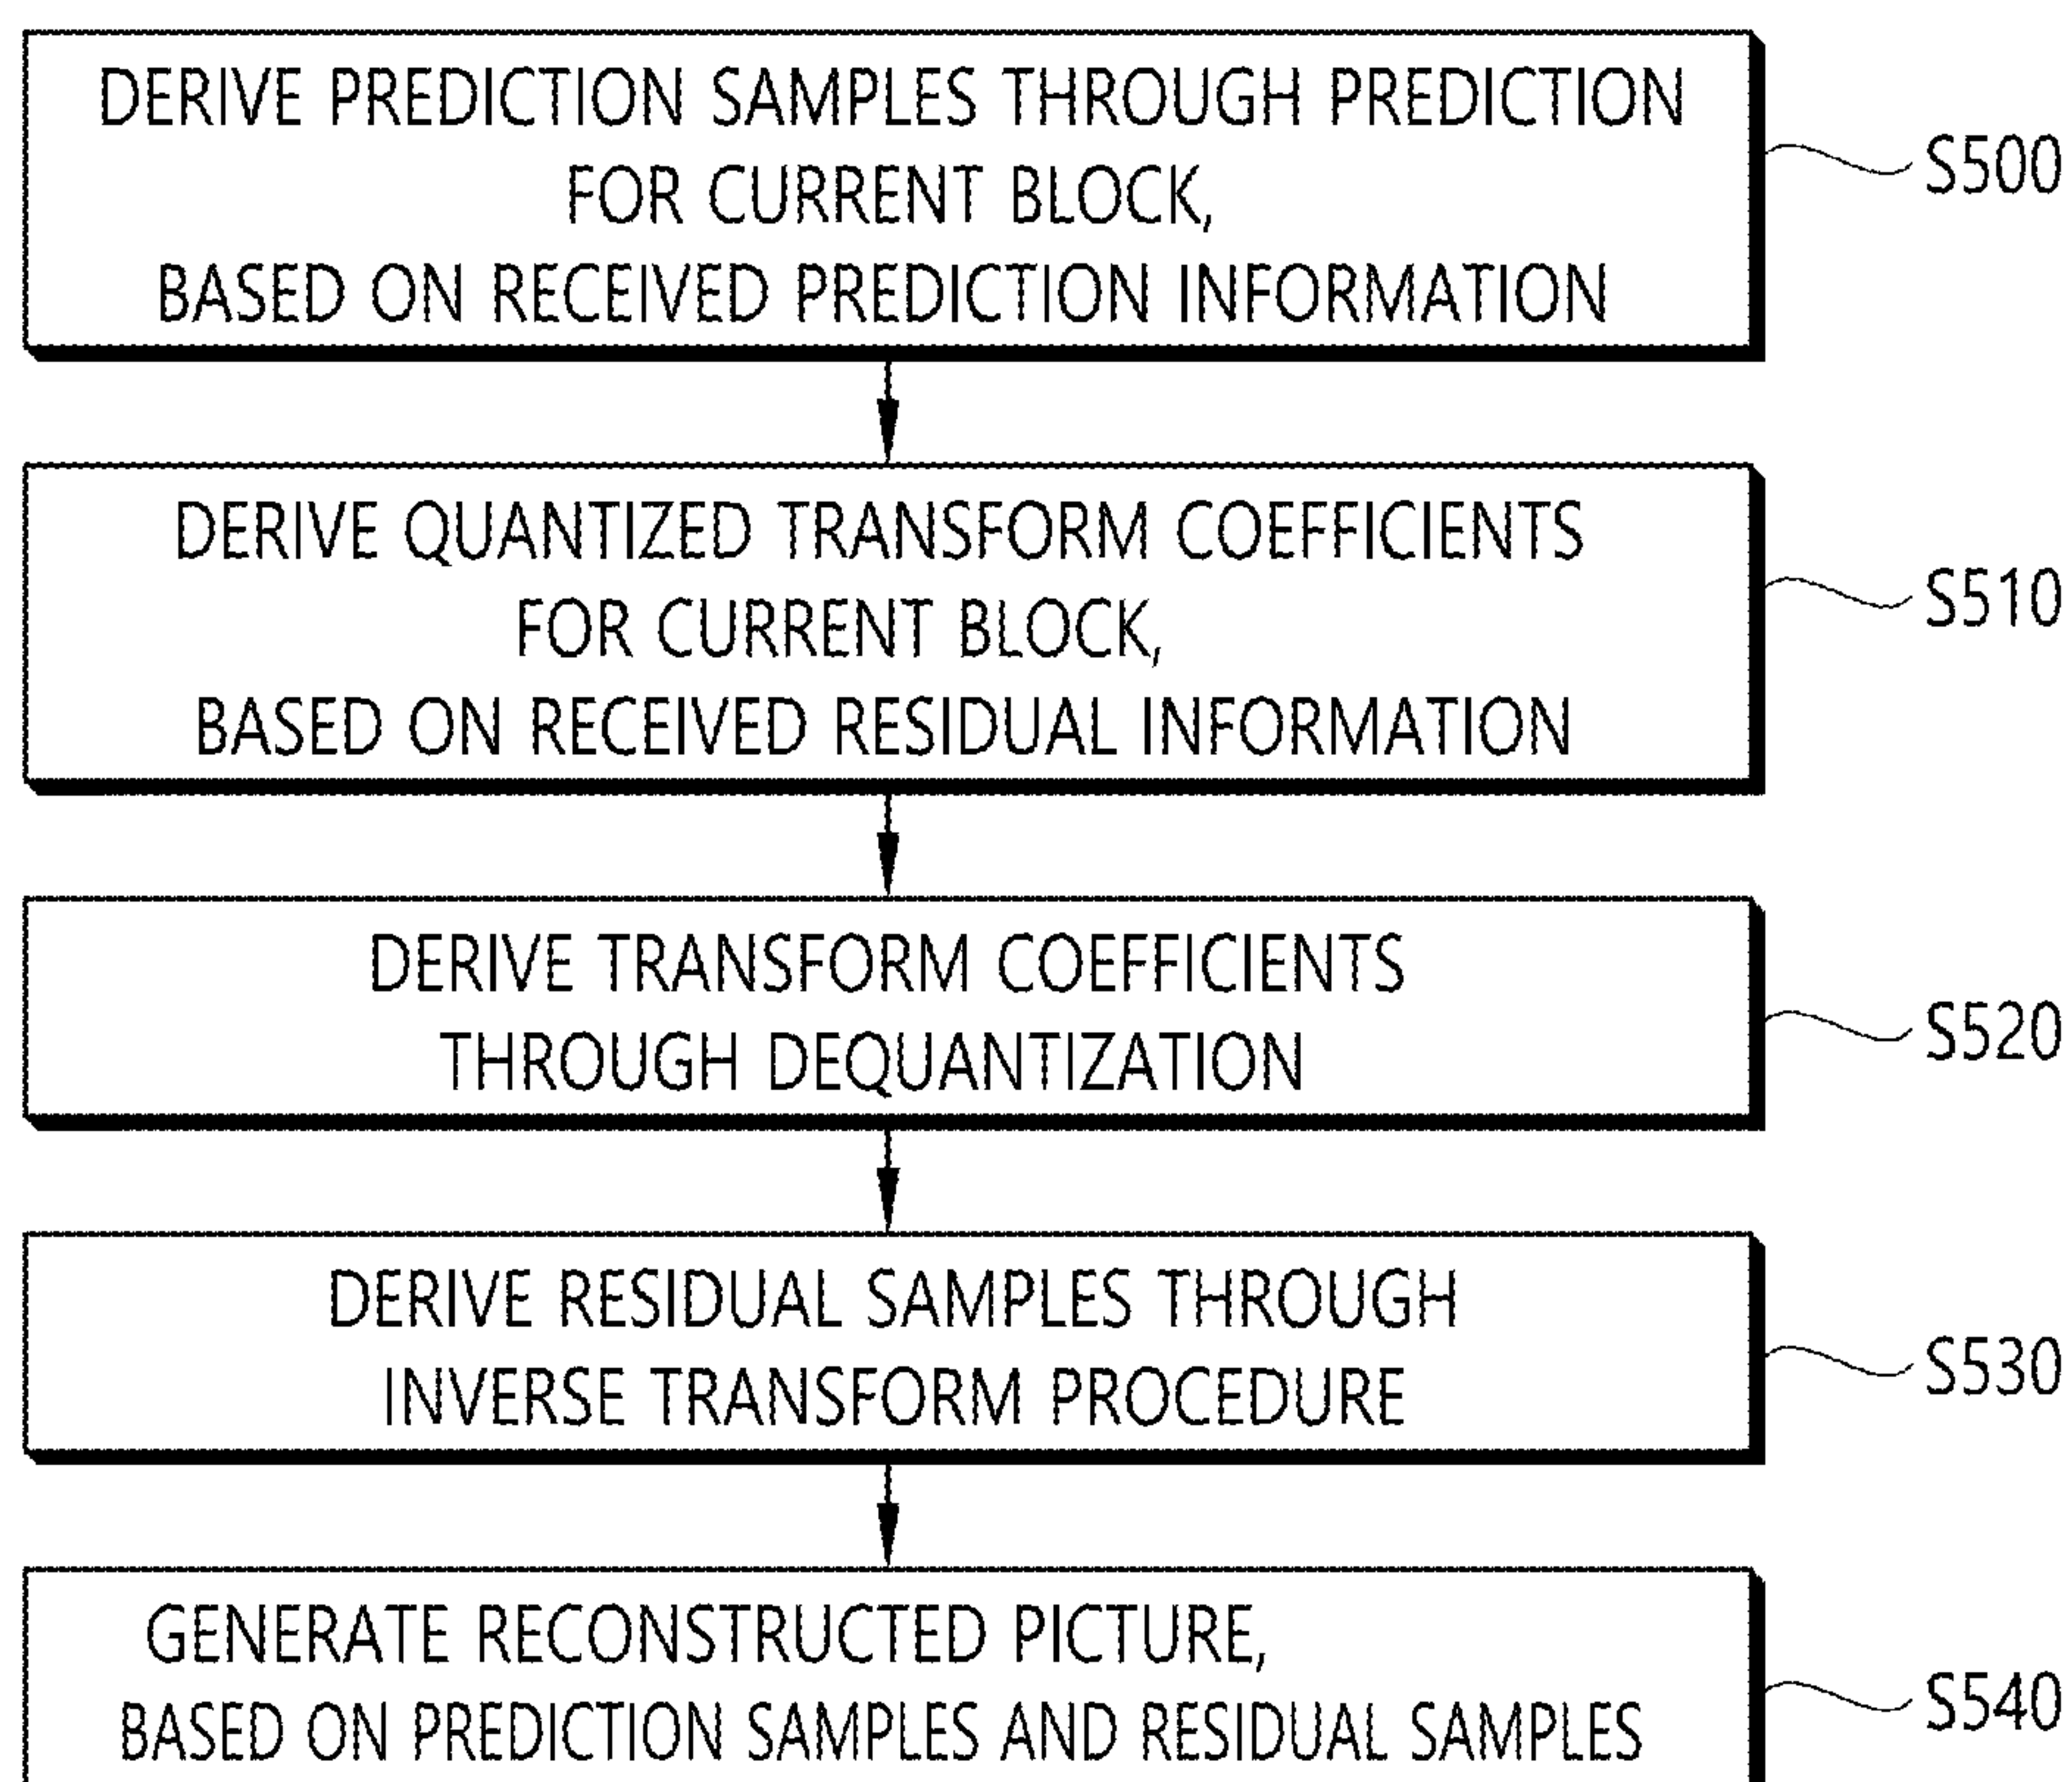 DERIVE PREDICTION SAMPLES THROUGH PREDICTION
FOR CURRENT BLOCK,
BASED ON RECEIVED PREDICTION INFORMATION
S500
DERIVE QUANTIZED TRANSFORM COEFFICIENTS
FOR CURRENT BLOCK,
BASED ON RECEIVED RESIDUAL INFORMATION
S510
DERIVE TRANSFORM COEFFICIENTS
THROUGH DEQUANTIZATION
S520
DERIVE RESIDUAL SAMPLES THROUGH
INVERSE TRANSFORM PROCEDURE
S530
GENERATE RECONSTRUCTED PICTURE,
BASED ON PREDICTION SAMPLES AND RESIDUAL SAMPLES
S540